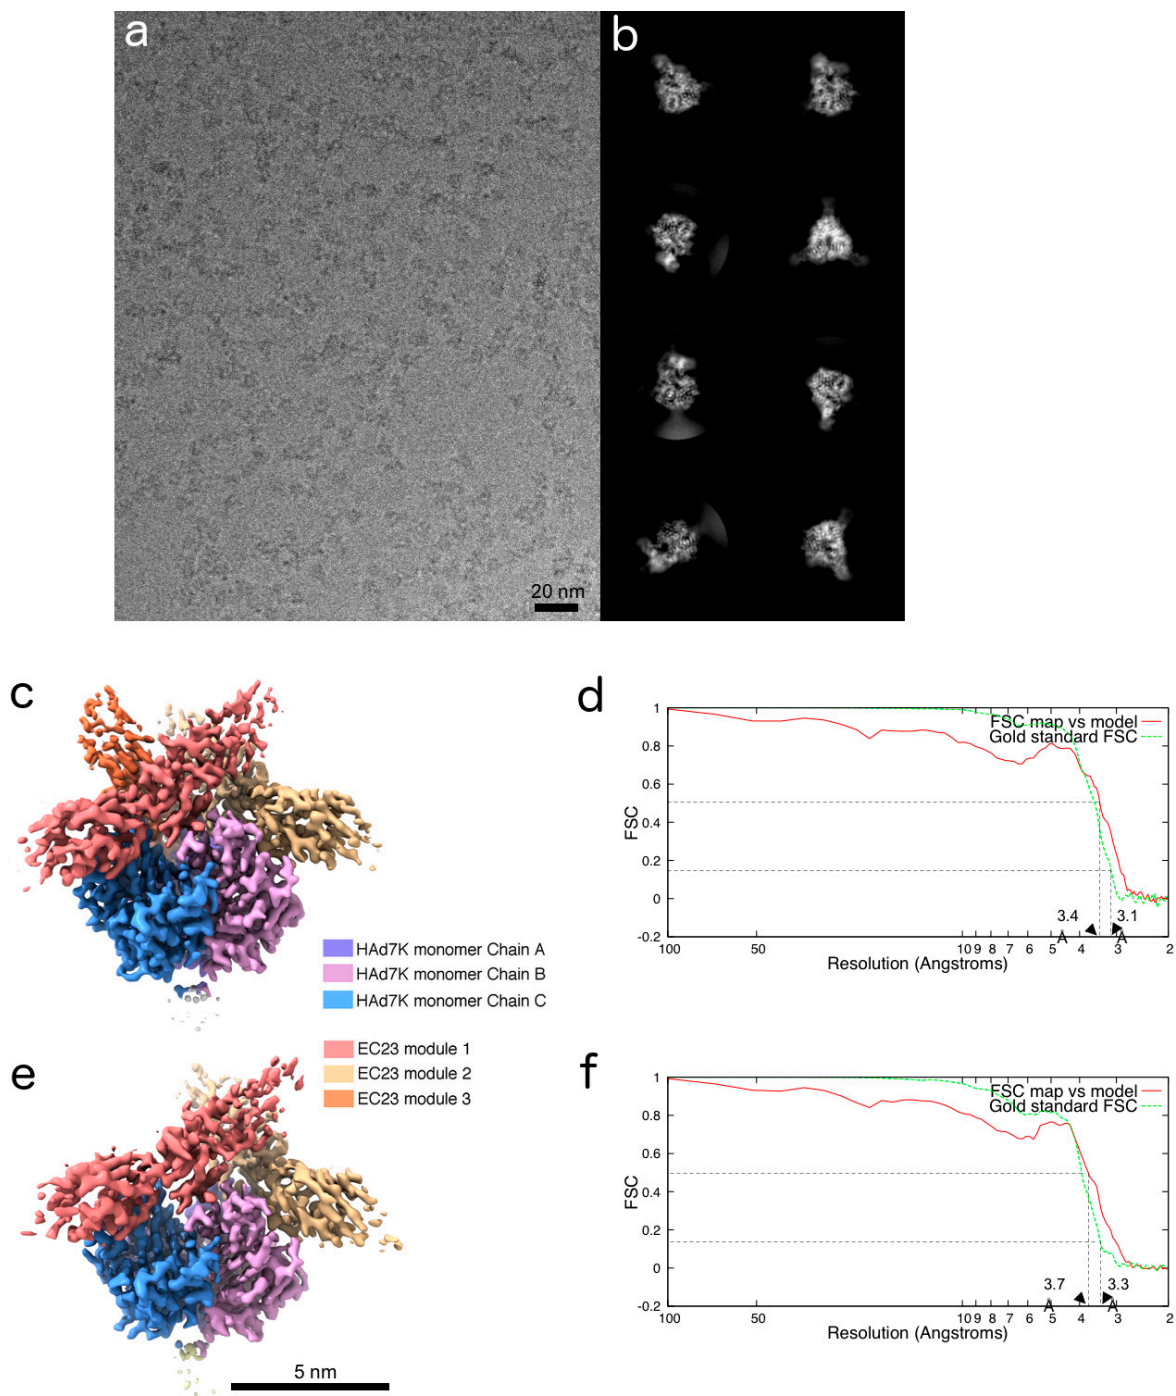 a
b
20 nm
c
HAd7K monomer Chain A
HAd7K monomer Chain B
HAd7K monomer Chain C
EC23 module 1
EC23 module 2
EC23 module 3
d
FSC map vs model
Gold standard FSC
1
0.8
0.6
0.4
0.2
0
-0.2
FSC
3.4 A
3.1 A
100 50 10 9 8 7 6 5 4 3 2
Resolution (Angstroms)
e
5 nm
f
FSC map vs model
Gold standard FSC
1
0.8
0.6
0.4
0.2
0
-0.2
FSC
3.7 A
3.3 A
100 50 10 9 8 7 6 5 4 3 2
Resolution (Angstroms)